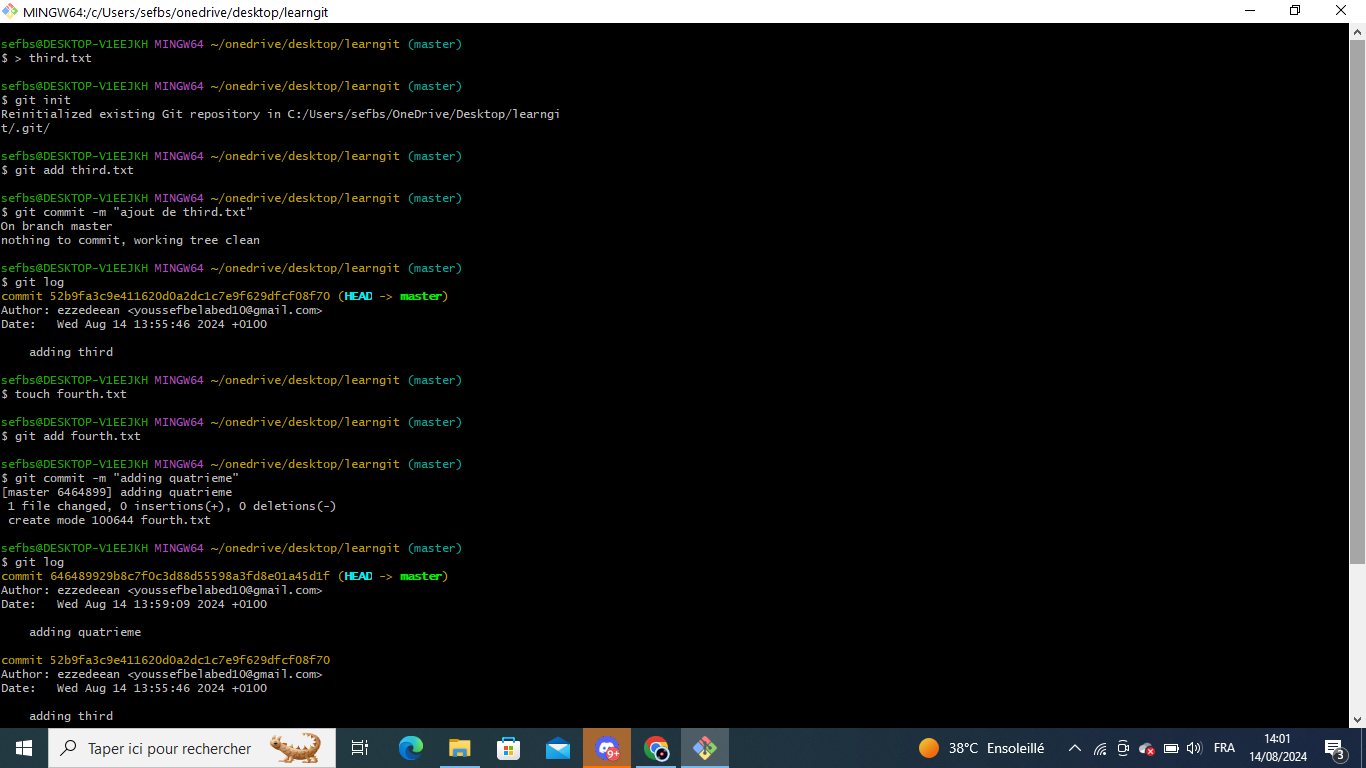 MINGW64:/c/Users/sefbs/onedrive/desktop/learngit
sefbs@DESKTOP-V1EEJKH MINGW64 ~/onedrive/desktop/learngit (master)
$ > third.txt
sefbs@DESKTOP-V1EEJKH MINGW64 ~/onedrive/desktop/learngit (master)
$ git init
Reinitialized existing Git repository in C:/Users/sefbs/OneDrive/Desktop/learngi
t/.git/
sefbs@DESKTOP-V1EEJKH MINGW64 ~/onedrive/desktop/learngit (master)
$ git add third.txt
sefbs@DESKTOP-V1EEJKH MINGW64 ~/onedrive/desktop/learngit (master)
$ git commit -m "ajout de third.txt"
On branch master
nothing to commit, working tree clean
sefbs@DESKTOP-V1EEJKH MINGW64 ~/onedrive/desktop/learngit (master)
$ git log
commit 52b9fa3c9e411620d0a2dc1c7e9f629dfcf08f70 (HEAD -> master)
Author: ezzedeean <youssefbelabed10@gmail.com>
Date:   Wed Aug 14 13:55:46 2024 +0100
    adding third
sefbs@DESKTOP-V1EEJKH MINGW64 ~/onedrive/desktop/learngit (master)
$ touch fourth.txt
sefbs@DESKTOP-V1EEJKH MINGW64 ~/onedrive/desktop/learngit (master)
$ git add fourth.txt
sefbs@DESKTOP-V1EEJKH MINGW64 ~/onedrive/desktop/learngit (master)
$ git commit -m "adding quatrieme"
[master 6464899] adding quatrieme
 1 file changed, 0 insertions(+), 0 deletions(-)
 create mode 100644 fourth.txt
sefbs@DESKTOP-V1EEJKH MINGW64 ~/onedrive/desktop/learngit (master)
$ git log
commit 646489929b8c7f0c3d88d55598a3fd8e01a45d1f (HEAD -> master)
Author: ezzedeean <youssefbelabed10@gmail.com>
Date:   Wed Aug 14 13:59:09 2024 +0100
    adding quatrieme
commit 52b9fa3c9e411620d0a2dc1c7e9f629dfcf08f70
Author: ezzedeean <youssefbelabed10@gmail.com>
Date:   Wed Aug 14 13:55:46 2024 +0100
    adding third
Taper ici pour rechercher
9+
38°C Ensoleillé
FRA
14:01
14/08/2024
3